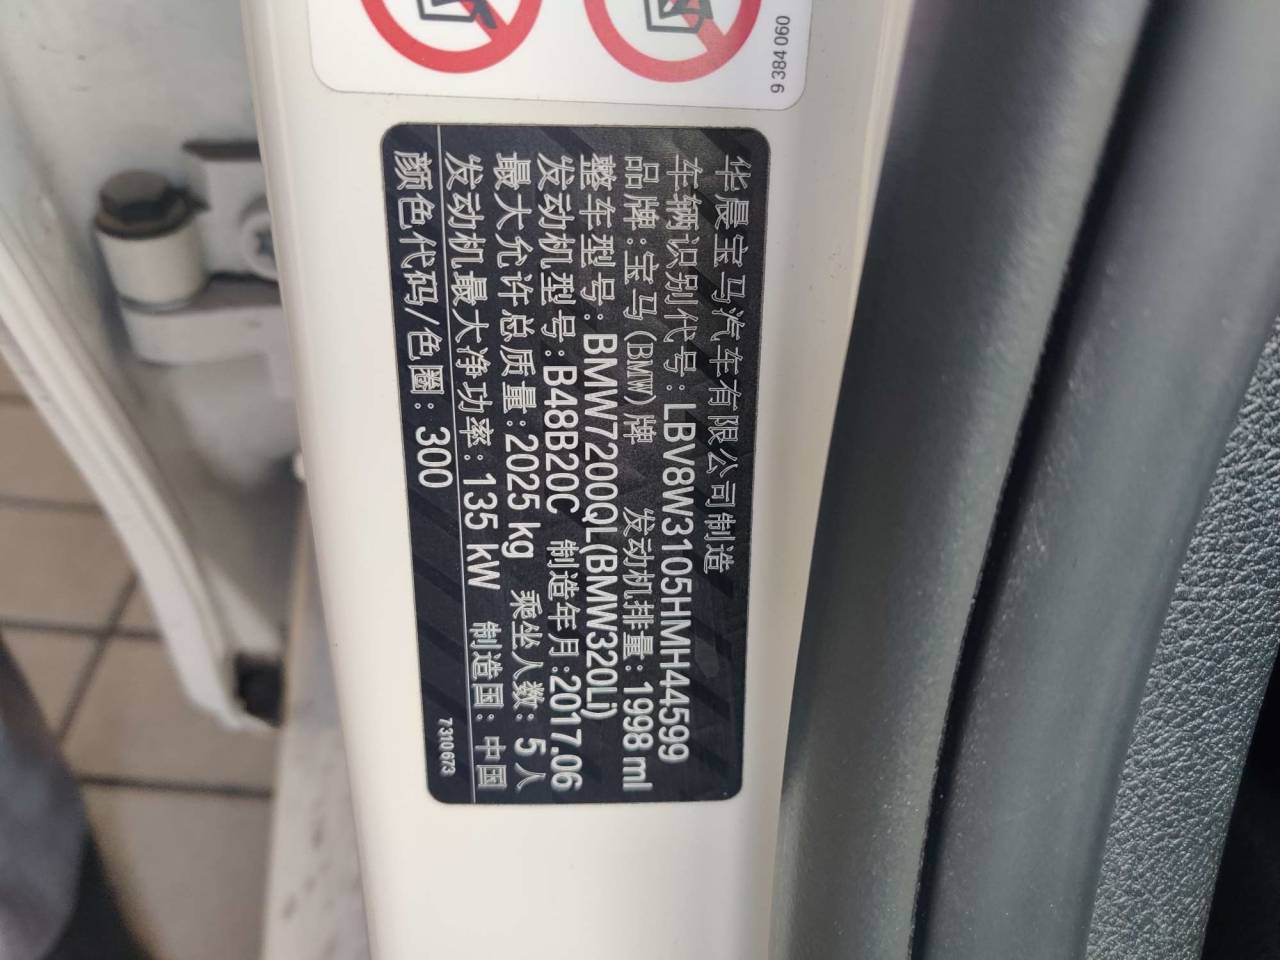 9 384 060
华晨宝马汽车有限公司制造
车辆识别代号: LBV8W3105HMH44599
品牌: 宝马(BMW)牌 发动机排量: 1998 ml
整车型号: BMW7200QL(BMW320Li)
发动机型号: B48B20C 制造年月: 2017.06
最大允许总质量: 2025 kg 乘坐人数: 5人
发动机最大净功率: 135 kW 制造国: 中国
颜色代码/色圈: 300
7310673